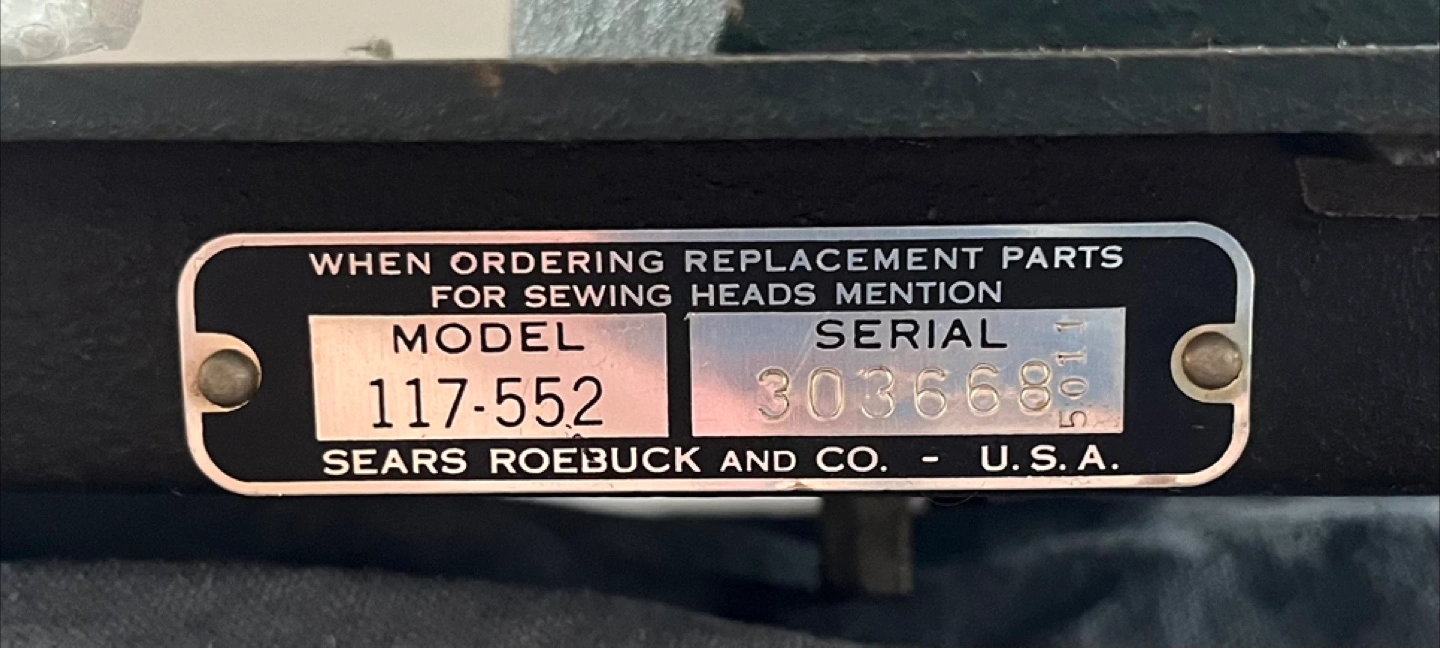 WHEN ORDERING REPLACEMENT PARTS
FOR SEWING HEADS MENTION
MODEL
117-552
SERIAL
303668
5011
SEARS ROEBUCK AND CO. - U.S.A.